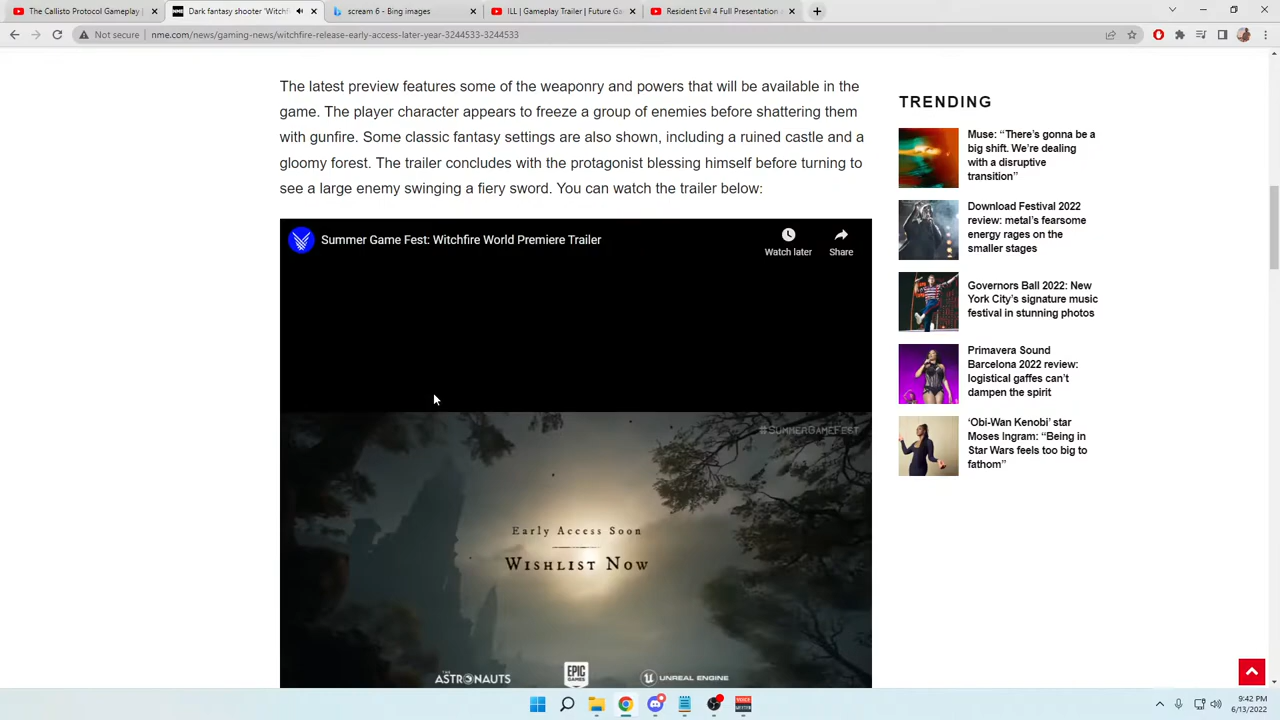 The Callisto Protocol Gameplay |
Dark fantasy shooter 'Witchf
scream 6 - Bing images
ILL | Gameplay Trailer | Future Ga
Resident Evil 4 Full Presentation |
Not secure | nme.com/news/gaming-news/witchfire-release-early-access-later-year-3244533-3244533
The latest preview features some of the weaponry and powers that will be available in the
game. The player character appears to freeze a group of enemies before shattering them
with gunfire. Some classic fantasy settings are also shown, including a ruined castle and a
gloomy forest. The trailer concludes with the protagonist blessing himself before turning to
see a large enemy swinging a fiery sword. You can watch the trailer below:
Summer Game Fest: Witchfire World Premiere Trailer
Watch later
Share
#SUMMERGAMEFEST
Early Access Soon
Wishlist Now
THE
ASTRONAUTS
EPIC
GAMES
UNREAL ENGINE
TRENDING
Muse: “There’s gonna be a
big shift. We’re dealing
with a disruptive
transition”
Download Festival 2022
review: metal’s fearsome
energy rages on the
smaller stages
Governors Ball 2022: New
York City’s signature music
festival in stunning photos
Primavera Sound
Barcelona 2022 review:
logistical gaffes can’t
dampen the spirit
‘Obi-Wan Kenobi’ star
Moses Ingram: “Being in
Star Wars feels too big to
fathom”
9:42 PM
6/13/2022